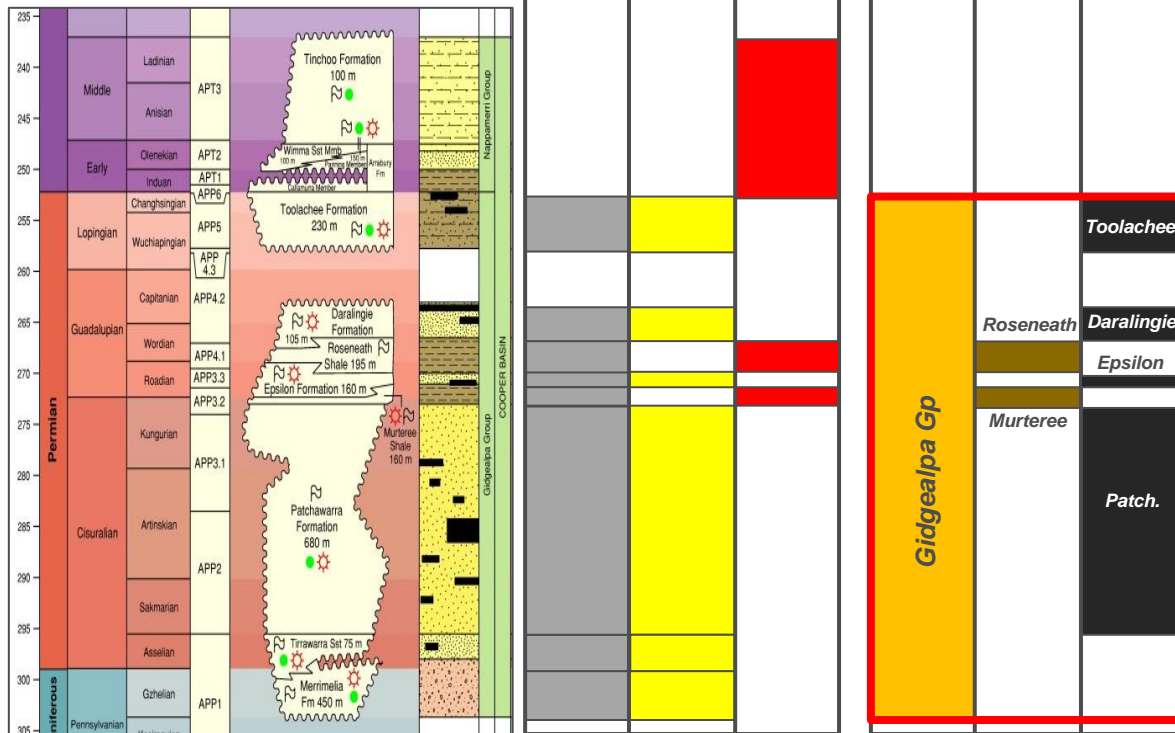 235
240
245
250
255
260
265
270
275
280
285
290
295
300
305
Permian
niferous
Middle
Early
Lopingian
Guadalupian
Cisuralian
Pennsylvanian
Ladinian
Anisian
Olenekian
Induan
Changhsingian
Wuchiapingian
Capitanian
Wordian
Roadian
Kungurian
Artinskian
Sakmarian
Asselian
Gzhelian
APT3
APT2
APT1
APP6
APP5
APP
4.3
APP4.2
APP4.1
APP3.3
APP3.2
APP3.1
APP2
APP1
Tinchoo Formation
100 m
Wimma Sst Mmb
100 m
150 m
Panning Member
Arrabury
Fm
Callamurra Member
Toolachee Formation
230 m
Daralingie
Formation
105 m
Roseneath
Shale 195 m
Epsilon Formation 160 m
Murteree
Shale
160 m
Patchawarra
Formation
680 m
Tirrawarra Sst 75 m
Merrimelia
Fm 450 m
Nappamerri Group
Gidgealpa Group
COOPER BASIN
Gidgealpa Gp
Roseneath
Murteree
Toolachee
Daralingie
Epsilon
Patch.